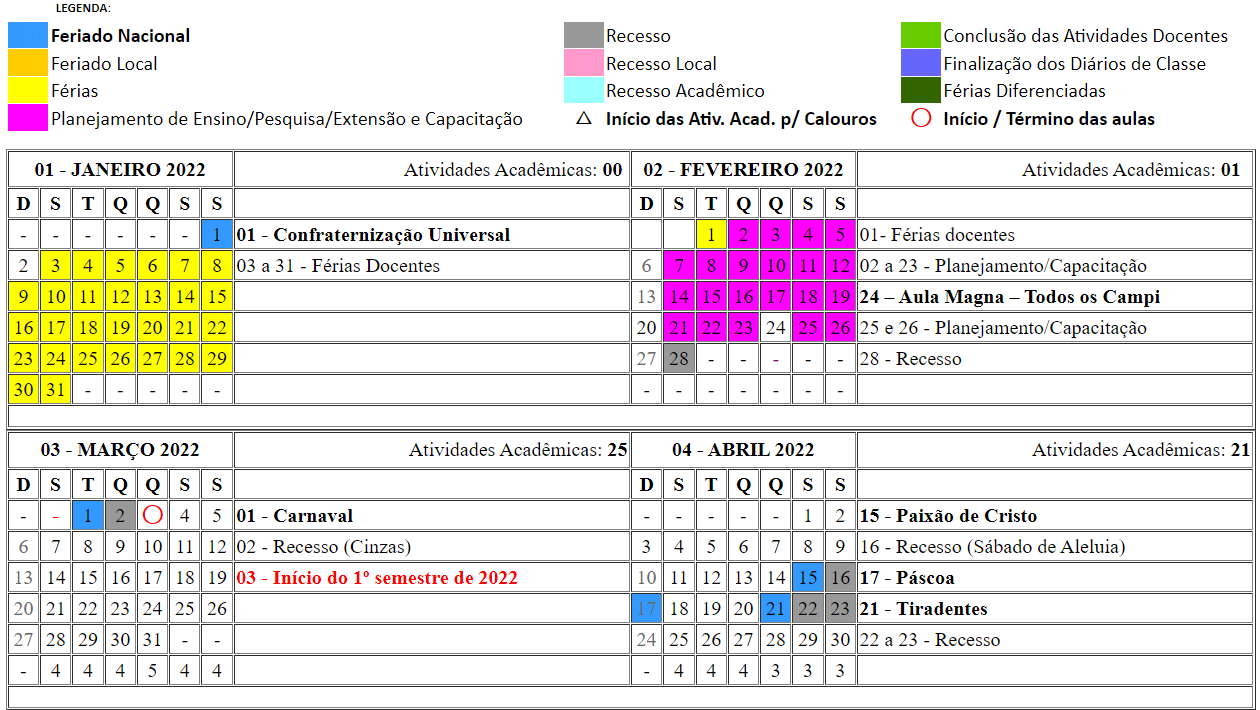 LEGENDA:
Feriado Nacional Recesso Conclusão das Atividades Docentes
Feriado Local Recesso Local Finalização dos Diários de Classe
Férias Recesso Acadêmico Férias Diferenciadas
Planejamento de Ensino/Pesquisa/Extensão e Capacitação Início das Ativ. Acad. p/ Calouros Início / Término das aulas
01 - JANEIRO 2022 Atividades Acadêmicas: 00
D S T Q Q S S
- - - - - - 1 01 - Confraternização Universal
2 3 4 5 6 7 8 03 a 31 - Férias Docentes
9 10 11 12 13 14 15
16 17 18 19 20 21 22
23 24 25 26 27 28 29
30 31 - - - - -
02 - FEVEREIRO 2022 Atividades Acadêmicas: 01
D S T Q Q S S
1 2 3 4 5 01- Férias docentes
6 7 8 9 10 11 12 02 a 23 - Planejamento/Capacitação
13 14 15 16 17 18 19 24 – Aula Magna – Todos os Campi
20 21 22 23 24 25 26 25 e 26 - Planejamento/Capacitação
27 28 - - - - - 28 - Recesso
- - - - - - -
03 - MARÇO 2022 Atividades Acadêmicas: 25
D S T Q Q S S
- - 1 2 4 5 01 - Carnaval
6 7 8 9 10 11 12 02 - Recesso (Cinzas)
13 14 15 16 17 18 19 03 - Início do 1º semestre de 2022
20 21 22 23 24 25 26
27 28 29 30 31 - -
- 4 4 4 5 4 4
04 - ABRIL 2022 Atividades Acadêmicas: 21
D S T Q Q S S
- - - - - 1 2 15 - Paixão de Cristo
3 4 5 6 7 8 9 16 - Recesso (Sábado de Aleluia)
10 11 12 13 14 15 16 17 - Páscoa
17 18 19 20 21 22 23 21 - Tiradentes
24 25 26 27 28 29 30 22 a 23 - Recesso
- 4 4 4 3 3 3